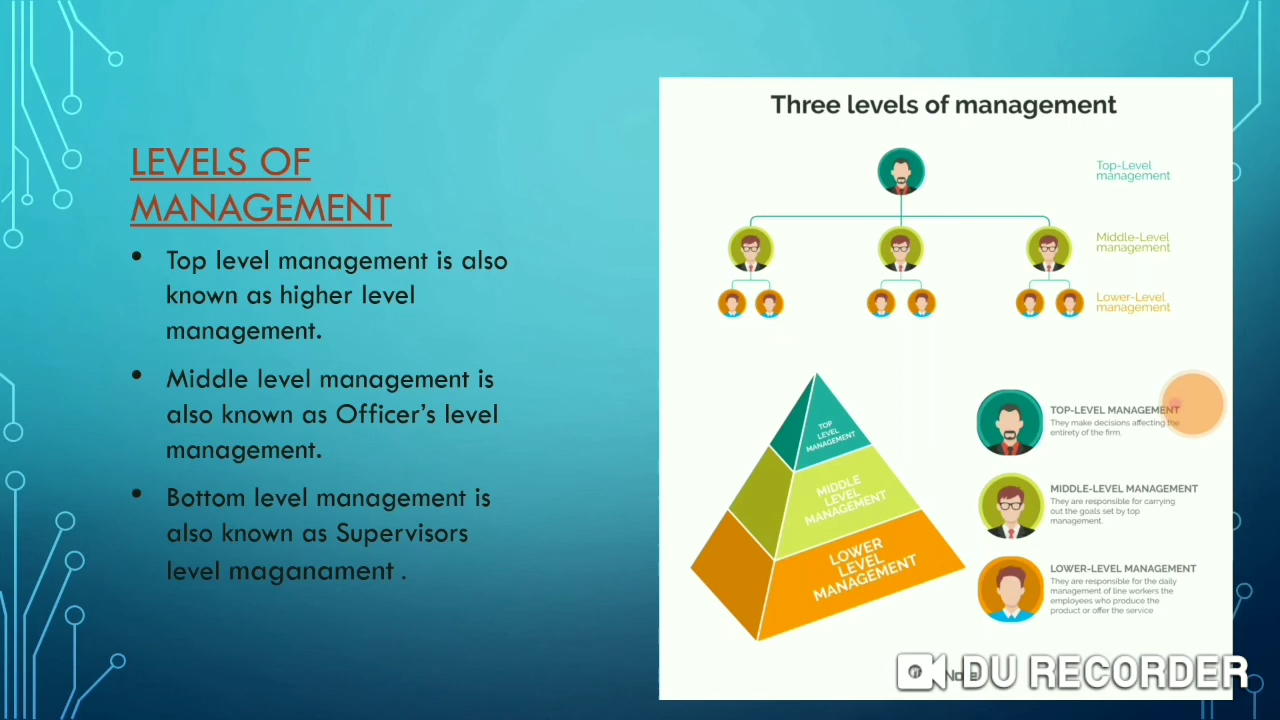 LEVELS OF
MANAGEMENT
• Top level management is also
known as higher level
management.
• Middle level management is
also known as Officer's level
management.
• Bottom level management is
also known as Supervisors
level maganament .
Three levels of management
Top-Level
management
Middle-Level
management
Lower-Level
management
TOP
LEVEL
MANAGEMENT
MIDDLE
LEVEL
MANAGEMENT
LOWER
LEVEL
MANAGEMENT
TOP-LEVEL MANAGEMENT
They make decisions affecting the
entirety of the firm.
MIDDLE-LEVEL MANAGEMENT
They are responsible for carrying
out the goals set by top
management.
LOWER-LEVEL MANAGEMENT
They are responsible for the daily
management of line workers the
employees who produce the
product or offer the service
DU RECORDER